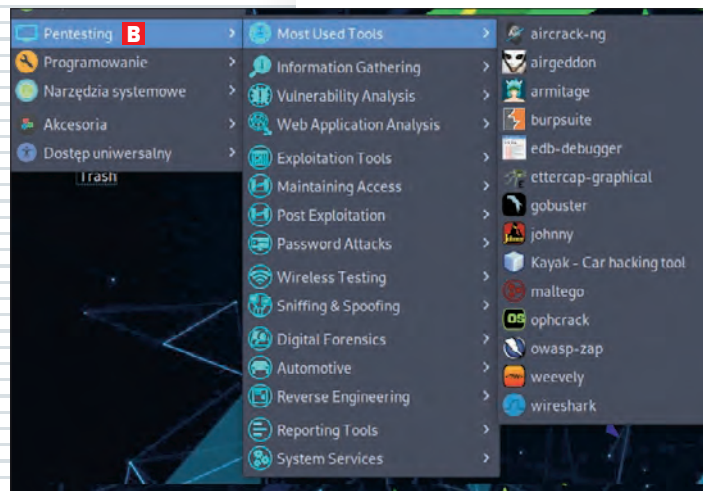 Pentesting B
Programowanie
Narzędzia systemowe
Akcesoria
Dostęp uniwersalny
Trash
Most Used Tools
Information Gathering
Vulnerability Analysis
Web Application Analysis
Exploitation Tools
Maintaining Access
Post Exploitation
Password Attacks
Wireless Testing
Sniffing & Spoofing
Digital Forensics
Automotive
Reverse Engineering
Reporting Tools
System Services
aircrack-ng
airgeddon
armitage
burpsuite
edb-debugger
ettercap-graphical
gobuster
johnny
Kayak - Car hacking tool
maltego
OS ophcrack
owasp-zap
weevely
wireshark